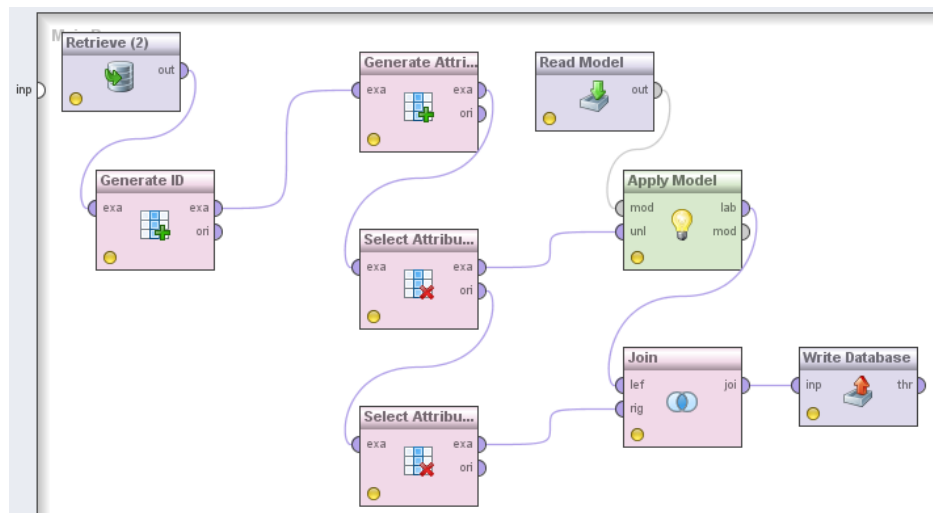 Retrieve (2)
out
inp
Generate Attri...
exa exa
ori
Read Model
out
Generate ID
exa exa
ori
Apply Model
mod lab
unl mod
Select Attribu...
exa exa
ori
Join
lef joi
rig
Write Database
inp thr
Select Attribu...
exa exa
ori